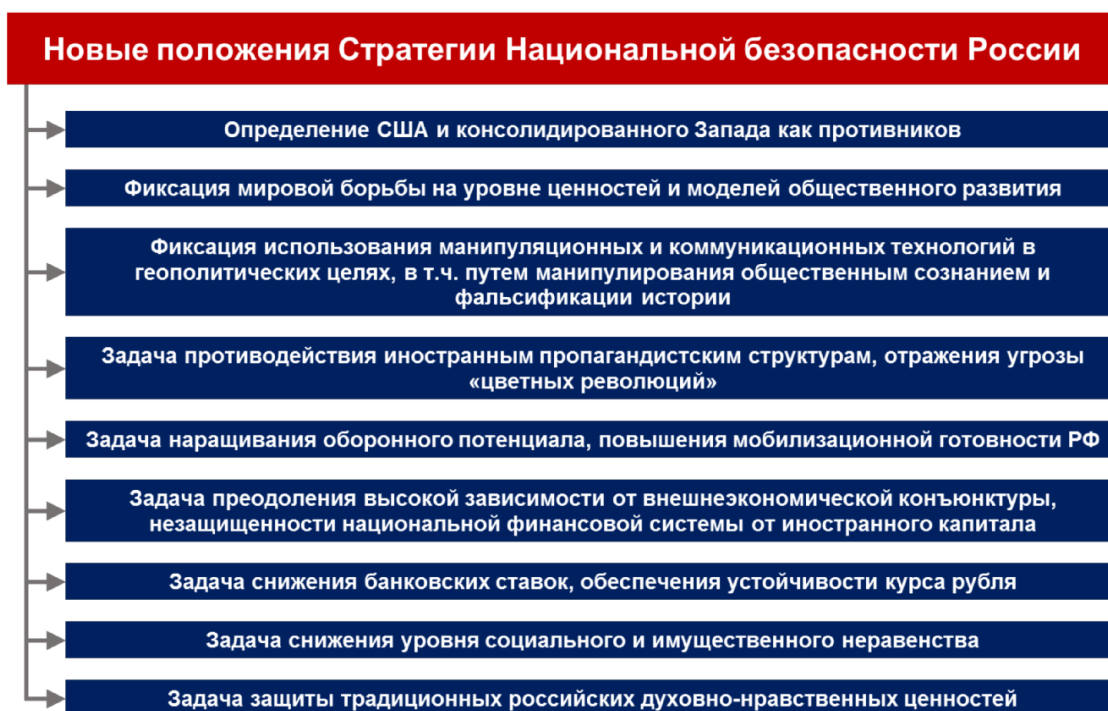 Новые положения Стратегии Национальной безопасности России
Определение США и консолидированного Запада как противников
Фиксация мировой борьбы на уровне ценностей и моделей общественного развития
Фиксация использования манипуляционных и коммуникационных технологий в
геополитических целях, в т.ч. путем манипулирования общественным сознанием и
фальсификации истории
Задача противодействия иностранным пропагандистским структурам, отражения угрозы
«цветных революций»
Задача наращивания оборонного потенциала, повышения мобилизационной готовности РФ
Задача преодоления высокой зависимости от внешнеэкономической конъюнктуры,
незащищенности национальной финансовой системы от иностранного капитала
Задача снижения банковских ставок, обеспечения устойчивости курса рубля
Задача снижения уровня социального и имущественного неравенства
Задача защиты традиционных российских духовно-нравственных ценностей